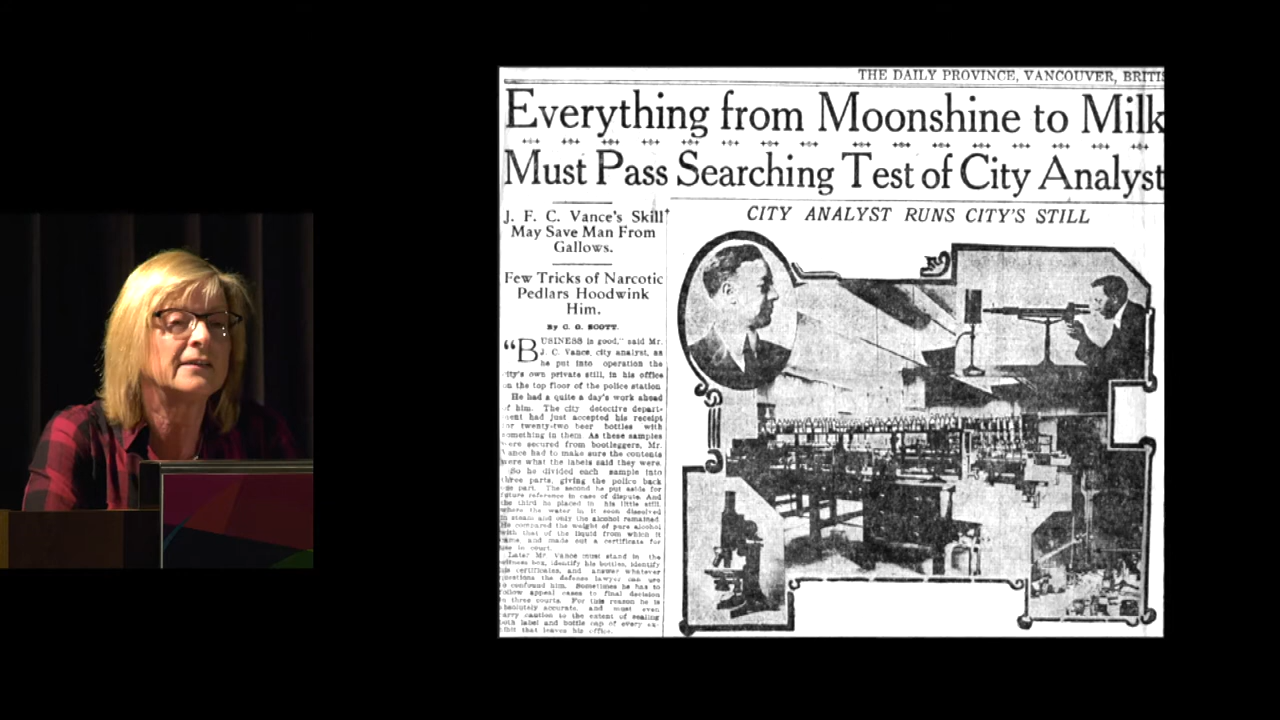 THE DAILY PROVINCE, VANCOUVER, BRITIS
Everything from Moonshine to Milk
Must Pass Searching Test of City Analyst
J. F. C. Vance's Skill
May Save Man From
Gallows.
Few Tricks of Narcotic
Pedlars Hoodwink
Him.
By C. O. SCOTT.
“BUSINESS is good,” said Mr.
J. C. Vance, city analyst, as
he put into operation the
city's own private still, in his office
on the top floor of the police station
He had a quite a day's work ahead
of him. The city detective depart-
ment had just accepted his receipt
for twenty-two beer bottles with
something in them. As these samples
were secured from bootleggers, Mr.
Vance had to make sure the contents
were what the labels said they were.
So he divided each sample into
three parts, giving the police back
one part. The second he put aside for
future reference in case of dispute. And
the third he placed in his little still
where the water in it soon dissolved
in steam and only the alcohol remained
He compared the weight of pure alcohol
with that of the liquid from which it
came, and made out a certificate for
use in court.
Later Mr. Vance must stand in the
witness box, identify his bottles, identify
his certificates, and answer whatever
questions the defense lawyer can use
to confound him. Sometimes he has to
follow appeal cases to final decision
in three courts. For this reason he is
absolutely accurate, and must even
carry caution to the extent of sealing
both label and bottle cap of every ex-
hibit that leaves his office.
CITY ANALYST RUNS CITY'S STILL